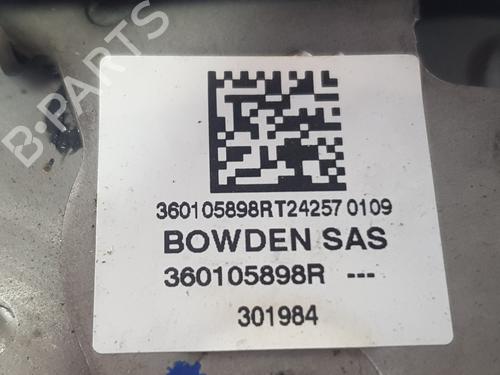 B-PARTS
360105898RT24257 0109
BOWDEN SAS
360105898R ---
301984